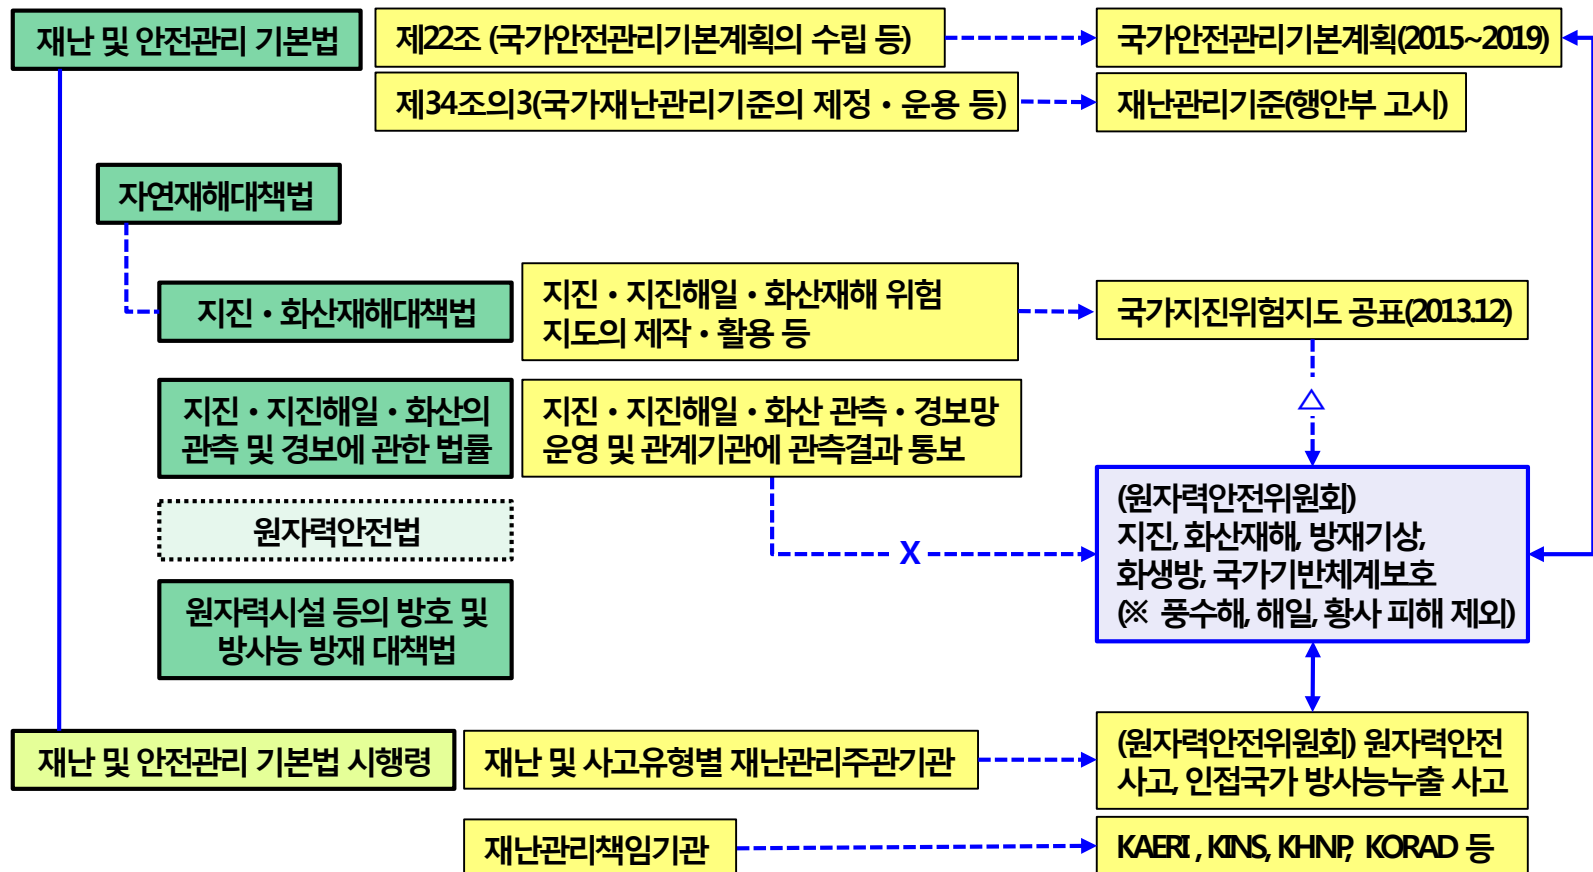 재난 및 안전관리 기본법
제22조 (국가안전관리기본계획의 수립 등)
국가안전관리기본계획(2015~2019)
제34조의3(국가재난관리기준의 제정・운용 등)
재난관리기준(행안부 고시)
자연재해대책법
지진・화산재해대책법
지진・지진해일・화산재해 위험
지도의 제작・활용 등
국가지진위험지도 공표(2013.12)
지진・지진해일・화산의
관측 및 경보에 관한 법률
지진・지진해일・화산 관측・경보망
운영 및 관계기관에 관측결과 통보
△
원자력안전법
X
(원자력안전위원회)
지진, 화산재해, 방재기상,
화생방, 국가기반체계보호
(※ 풍수해, 해일, 황사 피해 제외)
원자력시설 등의 방호 및
방사능 방재 대책법
재난 및 안전관리 기본법 시행령
재난 및 사고유형별 재난관리주관기관
(원자력안전위원회) 원자력안전
사고, 인접국가 방사능누출 사고
재난관리책임기관
KAERI , KINS, KHNP, KORAD 등